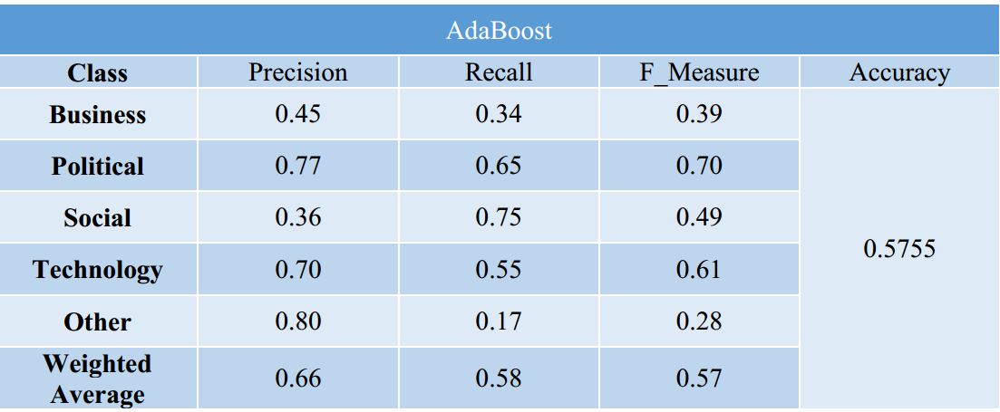 AdaBoost
Class Precision Recall F_Measure Accuracy
Business 0.45 0.34 0.39
Political 0.77 0.65 0.70
Social 0.36 0.75 0.49
0.5755
Technology 0.70 0.55 0.61
Other 0.80 0.17 0.28
Weighted
Average 0.66 0.58 0.57